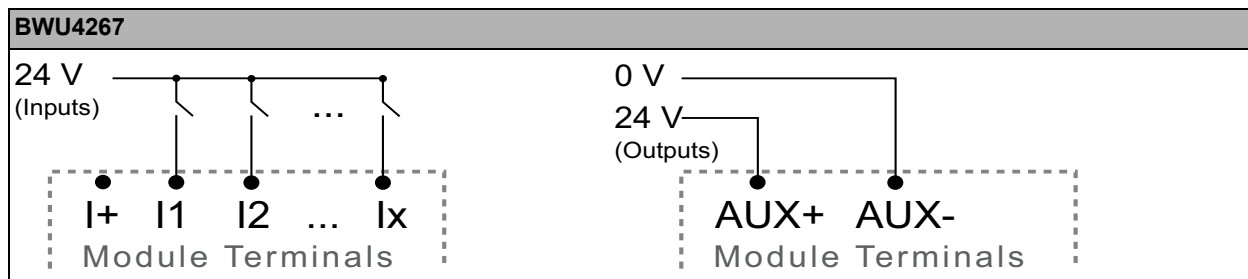 BWU4267
24 V
(Inputs)
...
I+ I1 I2 ... Ix
Module Terminals
0 V
24 V
(Outputs)
AUX+ AUX-
Module Terminals